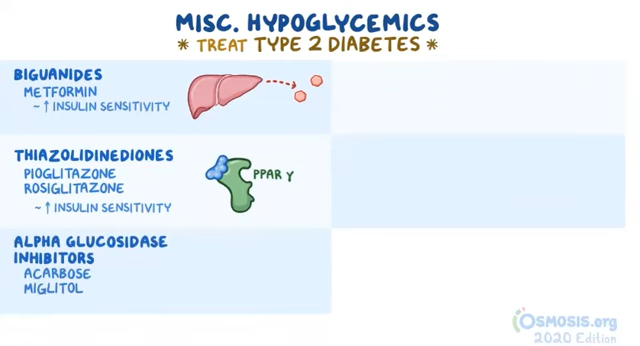 MISC. HYPOGLYCEMICS
* TREAT TYPE 2 DIABETES *
BIGUANIDES
METFORMIN
~ ↑ INSULIN SENSITIVITY
THIAZOLIDINEDIONES
PIOGLITAZONE
ROSIGLITAZONE
~ ↑ INSULIN SENSITIVITY
PPAR γ
ALPHA GLUCOSIDASE
INHIBITORS
ACARBOSE
MIGLITOL
OSMOSIS.org
2020 Edition